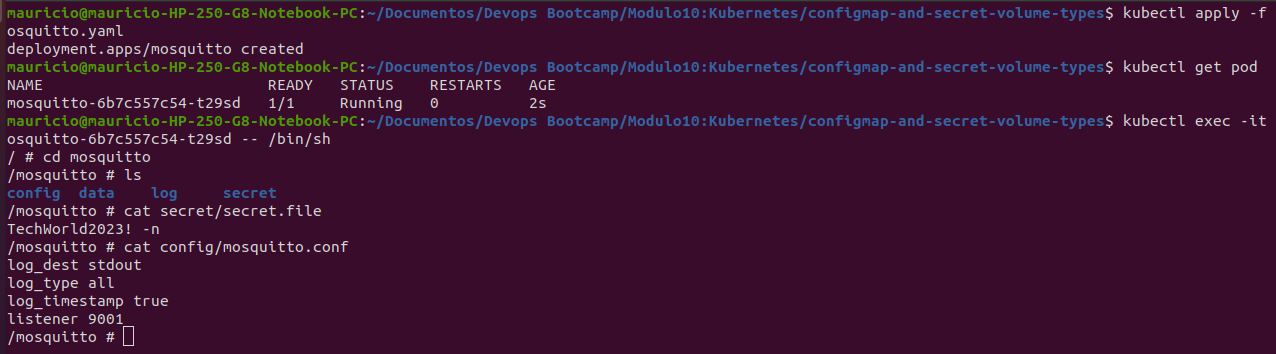 mauricio@mauricio-HP-250-G8-Notebook-PC:~/Documentos/Devops Bootcamp/Modulo10:Kubernetes/configmap-and-secret-volume-types$ kubectl apply -f
osquitto.yaml
deployment.apps/mosquitto created
mauricio@mauricio-HP-250-G8-Notebook-PC:~/Documentos/Devops Bootcamp/Modulo10:Kubernetes/configmap-and-secret-volume-types$ kubectl get pod
NAME                         READY   STATUS    RESTARTS   AGE
mosquitto-6b7c557c54-t29sd   1/1     Running   0          2s
mauricio@mauricio-HP-250-G8-Notebook-PC:~/Documentos/Devops Bootcamp/Modulo10:Kubernetes/configmap-and-secret-volume-types$ kubectl exec -it
osquitto-6b7c557c54-t29sd -- /bin/sh
/ # cd mosquitto
/mosquitto # ls
config  data    log     secret
/mosquitto # cat secret/secret.file
TechWorld2023! -n
/mosquitto # cat config/mosquitto.conf
log_dest stdout
log_type all
log_timestamp true
listener 9001
/mosquitto #